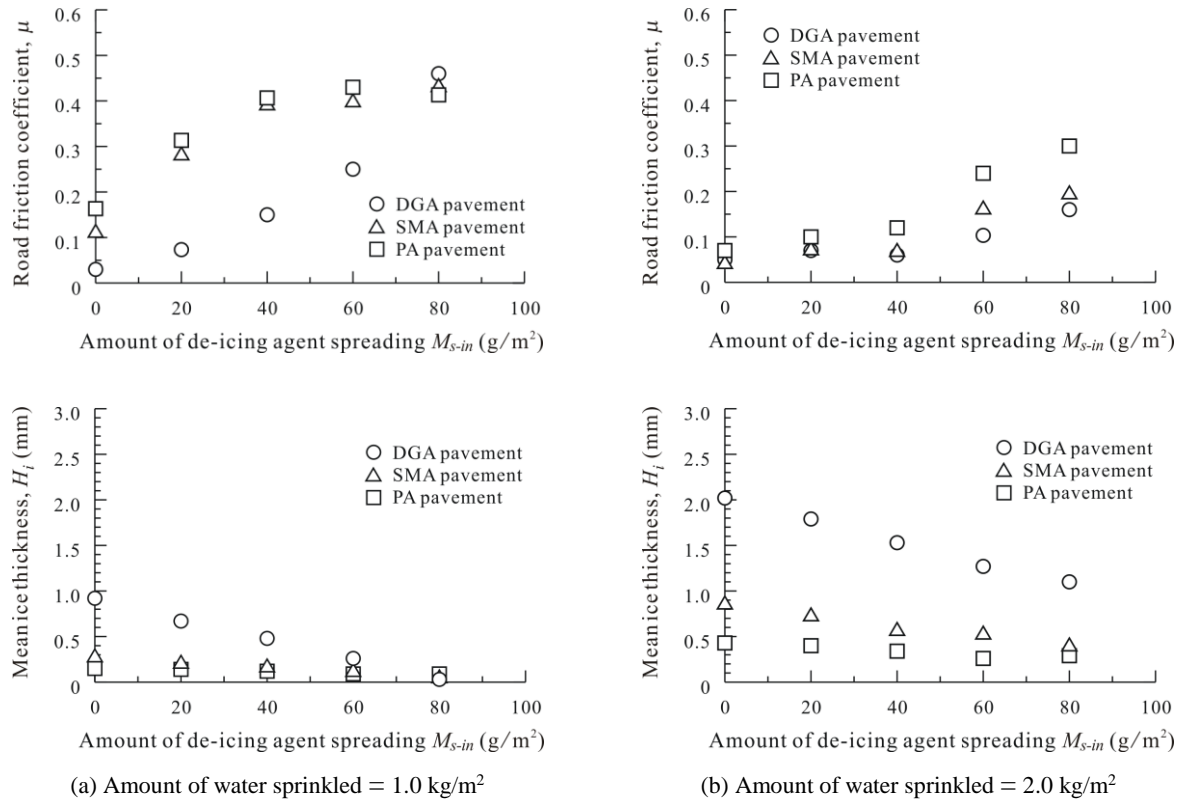 0.6
0.5
0.4
0.3
0.2
0.1
0
Road friction coefficient, μ
DGA pavement
SMA pavement
PA pavement
0 20 40 60 80 100
Amount of de-icing agent spreading Ms-in (g/m²)
0.6
0.5
0.4
0.3
0.2
0.1
0
Road friction coefficient, μ
DGA pavement
SMA pavement
PA pavement
0 20 40 60 80 100
Amount of de-icing agent spreading Ms-in (g/m²)
3.0
2.5
2.0
1.5
1.0
0.5
0
Mean ice thickness, Hi (mm)
DGA pavement
SMA pavement
PA pavement
0 20 40 60 80 100
Amount of de-icing agent spreading Ms-in (g/m²)
(a) Amount of water sprinkled = 1.0 kg/m²
3.0
2.5
2.0
1.5
1.0
0.5
0
Mean ice thickness, Hi (mm)
DGA pavement
SMA pavement
PA pavement
0 20 40 60 80 100
Amount of de-icing agent spreading Ms-in (g/m²)
(b) Amount of water sprinkled = 2.0 kg/m²